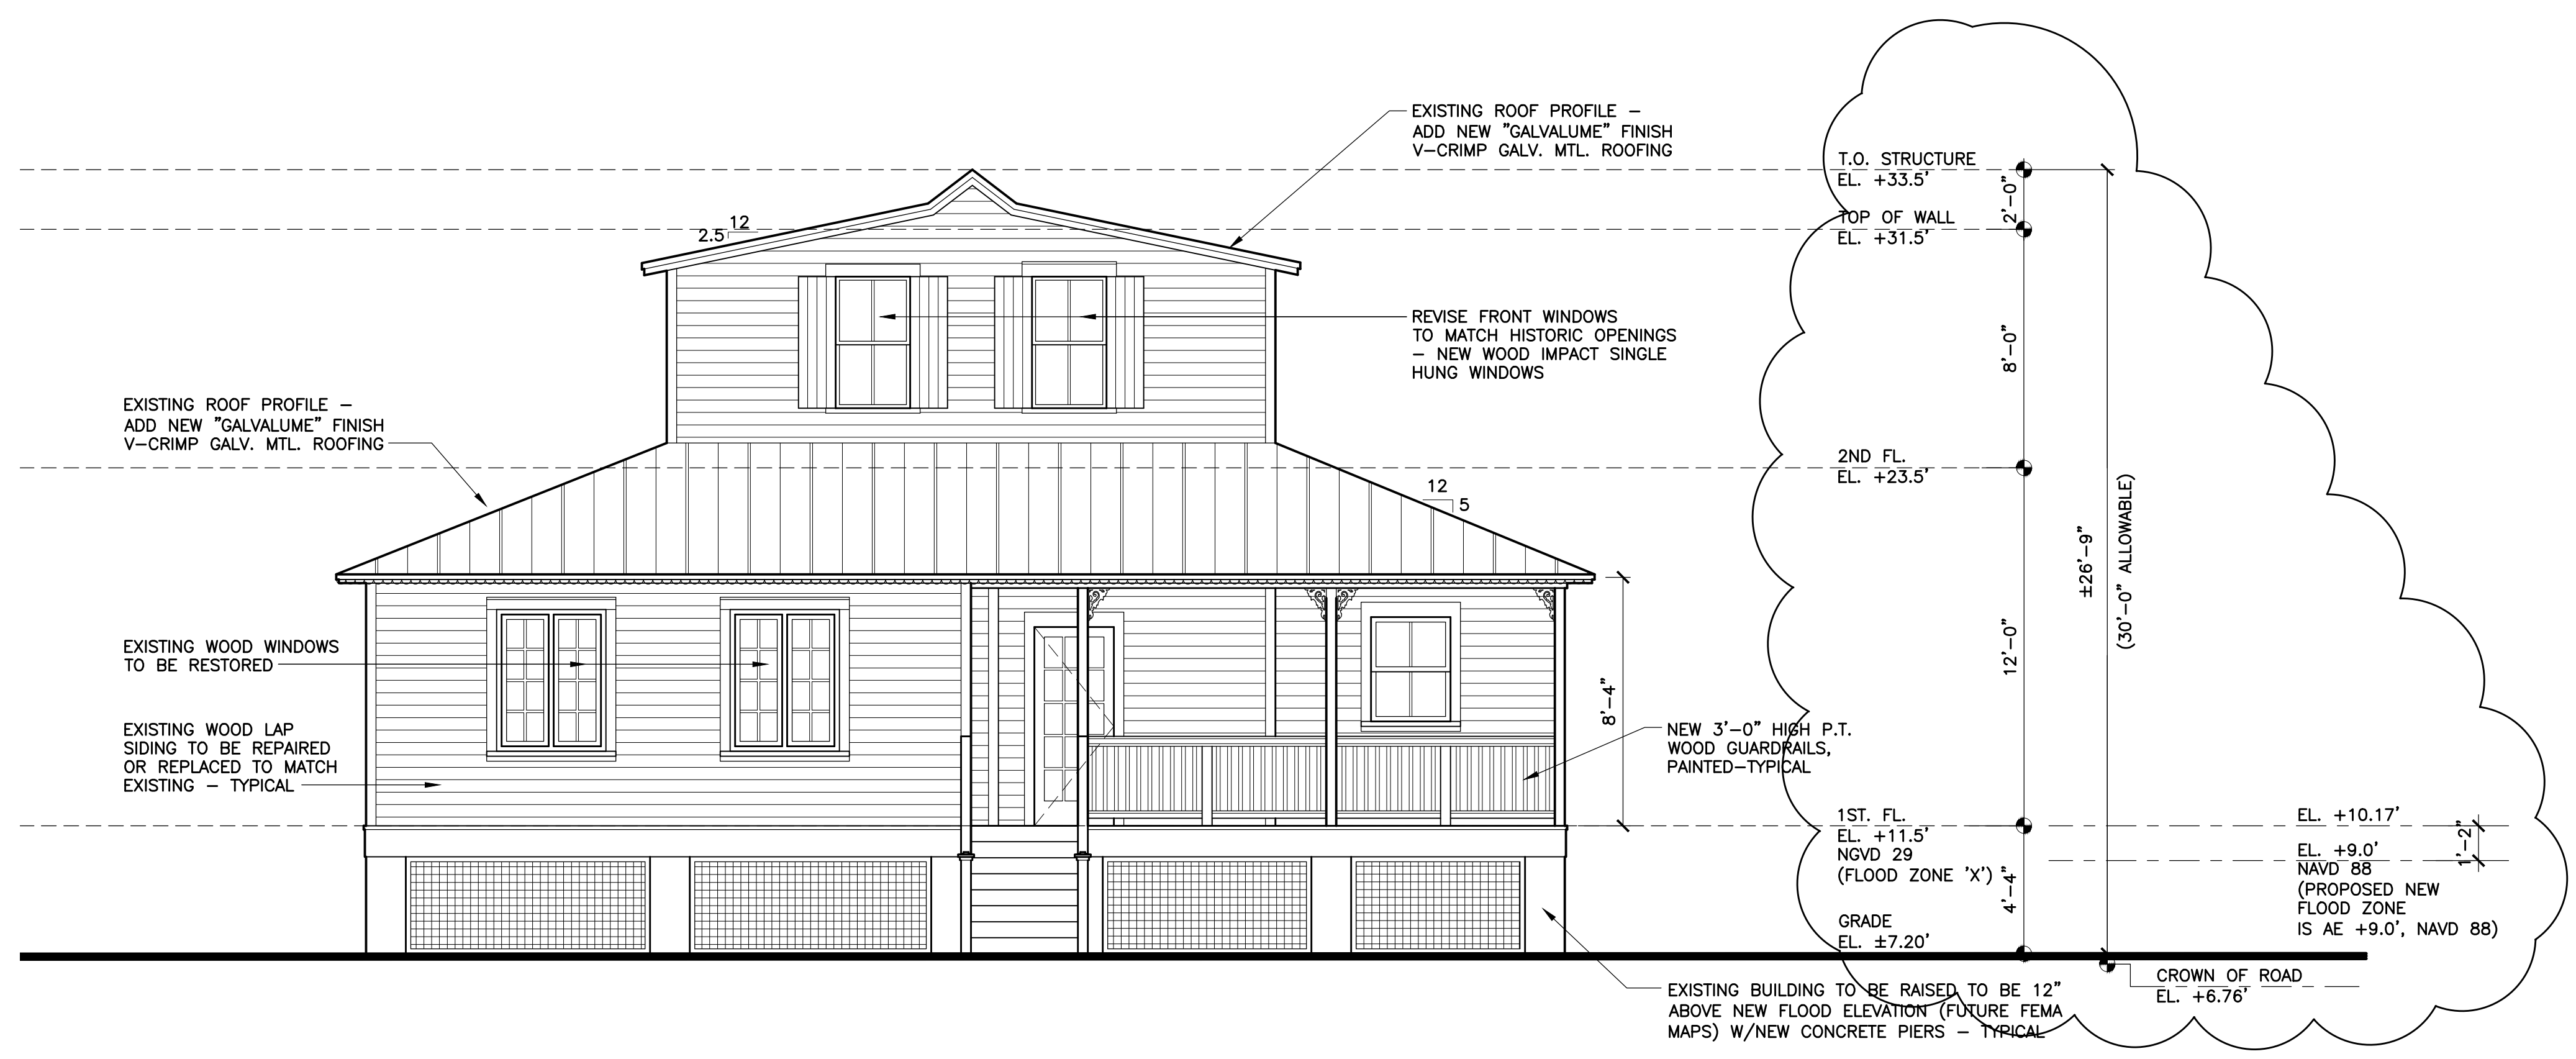 EXISTING ROOF PROFILE –
ADD NEW "GALVALUME" FINISH
V–CRIMP GALV. MTL. ROOFING
12
2.5
REVISE FRONT WINDOWS
TO MATCH HISTORIC OPENINGS
– NEW WOOD IMPACT SINGLE
HUNG WINDOWS
EXISTING ROOF PROFILE –
ADD NEW "GALVALUME" FINISH
V–CRIMP GALV. MTL. ROOFING
12
5
EXISTING WOOD WINDOWS
TO BE RESTORED
EXISTING WOOD LAP
SIDING TO BE REPAIRED
OR REPLACED TO MATCH
EXISTING – TYPICAL
8'–4"
NEW 3'–0" HIGH P.T.
WOOD GUARDRAILS,
PAINTED–TYPICAL
EXISTING BUILDING TO BE RAISED TO BE 12"
ABOVE NEW FLOOD ELEVATION (FUTURE FEMA
MAPS) W/NEW CONCRETE PIERS – TYPICAL
T.O. STRUCTURE
EL. +33.5'
2'–0"
TOP OF WALL
EL. +31.5'
8'–0"
2ND FL.
EL. +23.5'
12'–0"
±26'–9"
(30'–0" ALLOWABLE)
1ST. FL.
EL. +11.5'
NGVD 29
(FLOOD ZONE 'X')
4'–4"
GRADE
EL. ±7.20'
EL. +10.17'
1'–2"
EL. +9.0'
NAVD 88
(PROPOSED NEW
FLOOD ZONE
IS AE +9.0', NAVD 88)
CROWN OF ROAD
EL. +6.76'